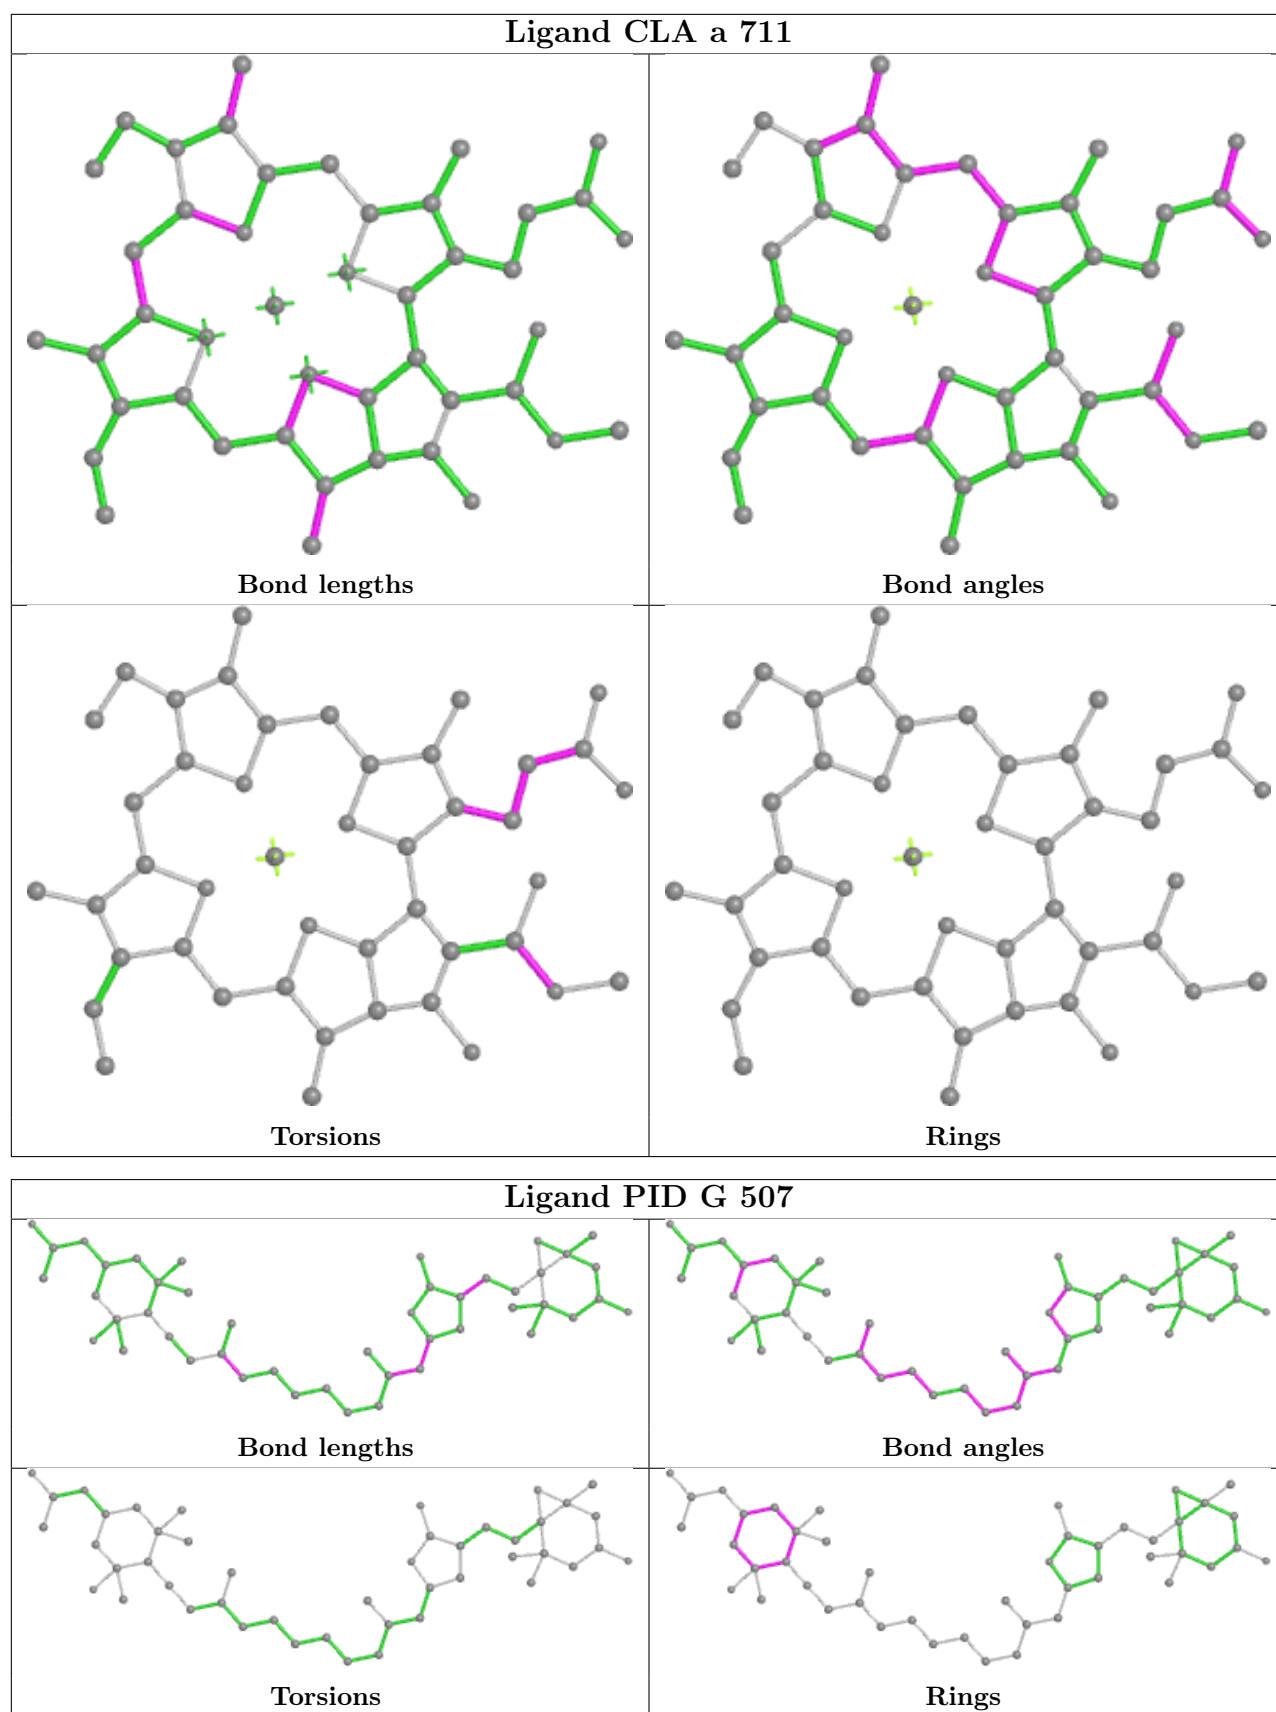 Ligand CLA a 711
Bond lengths
Bond angles
Torsions
Rings
Ligand PID G 507
Bond lengths
Bond angles
Torsions
Rings